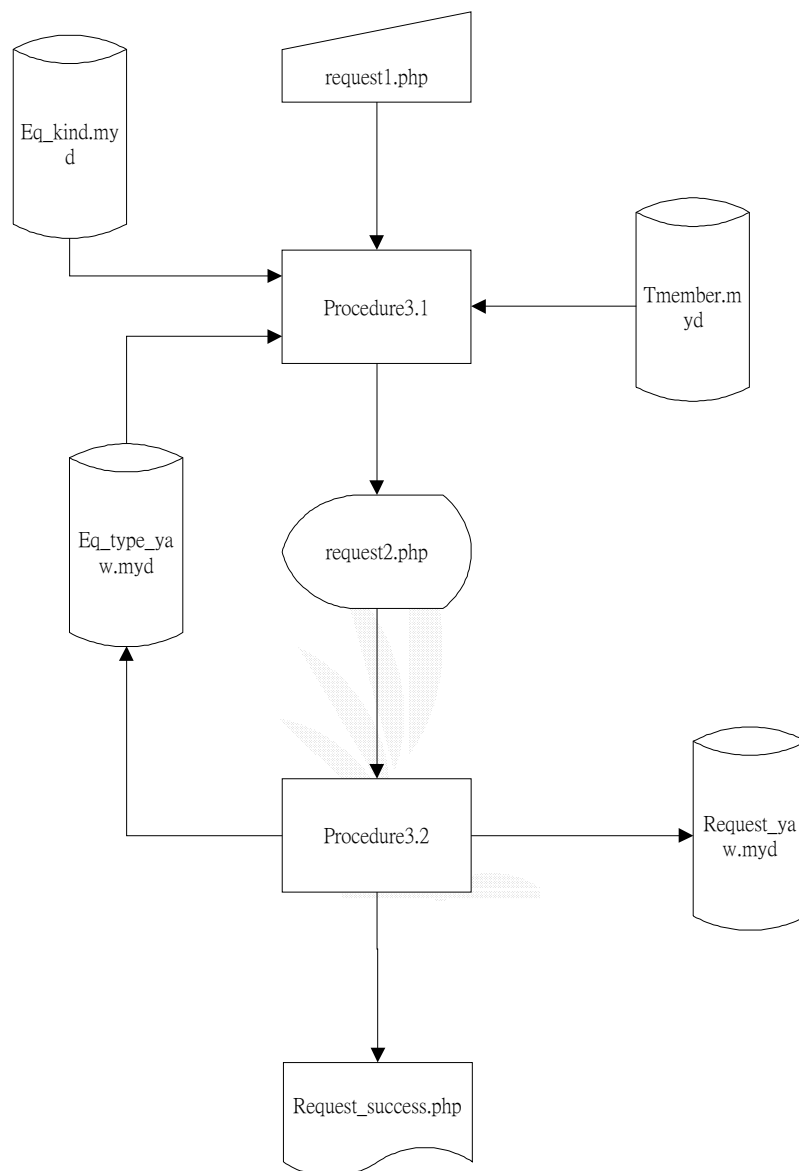 request1.php
Eq_kind.my
d
Procedure3.1
Tmember.m
yd
Eq_type_ya
w.myd
request2.php
Procedure3.2
Request_ya
w.myd
Request_success.php